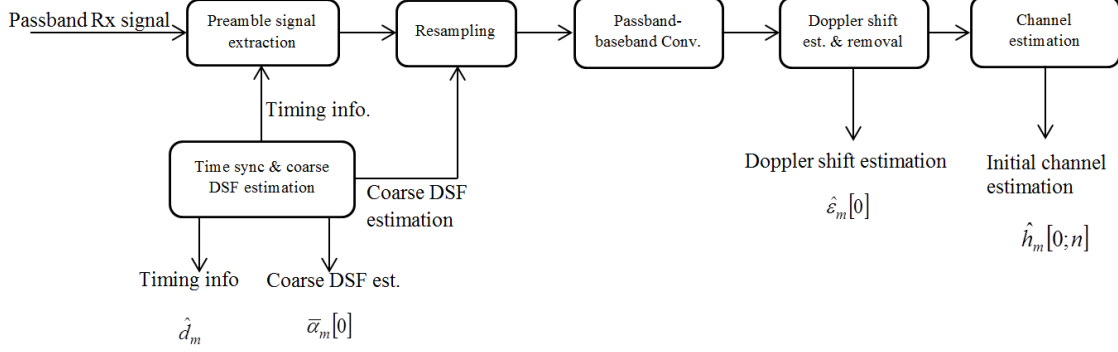 Passband Rx signal
Preamble signal
extraction
Resampling
Passband-
baseband Conv.
Doppler shift
est. & removal
Channel
estimation
Timing info.
Time sync & coarse
DSF estimation
Coarse DSF
estimation
Doppler shift estimation
ε̂ₘ[0]
Initial channel
estimation
ĥₘ[0;n]
Timing info
d̂ₘ
Coarse DSF est.
α̅ₘ[0]